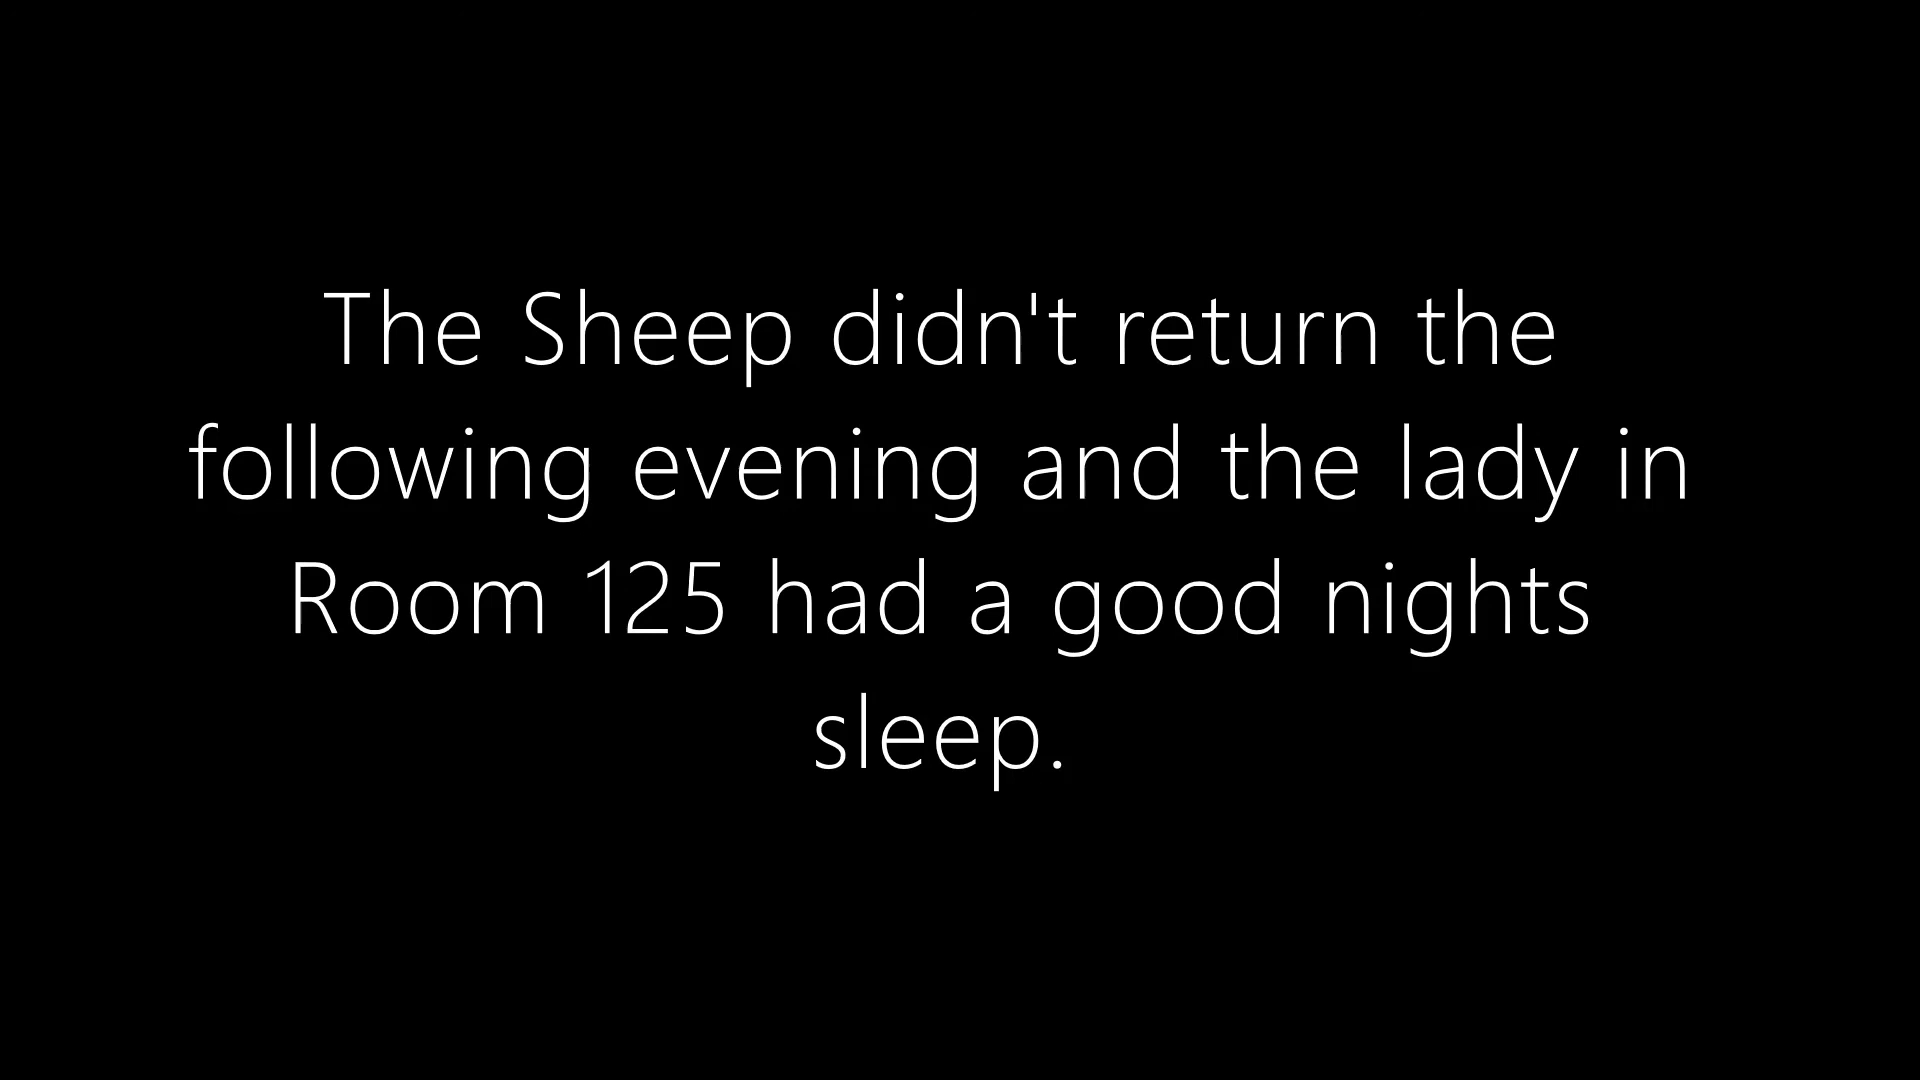 The Sheep didn't return the
following evening and the lady in
Room 125 had a good nights
sleep.